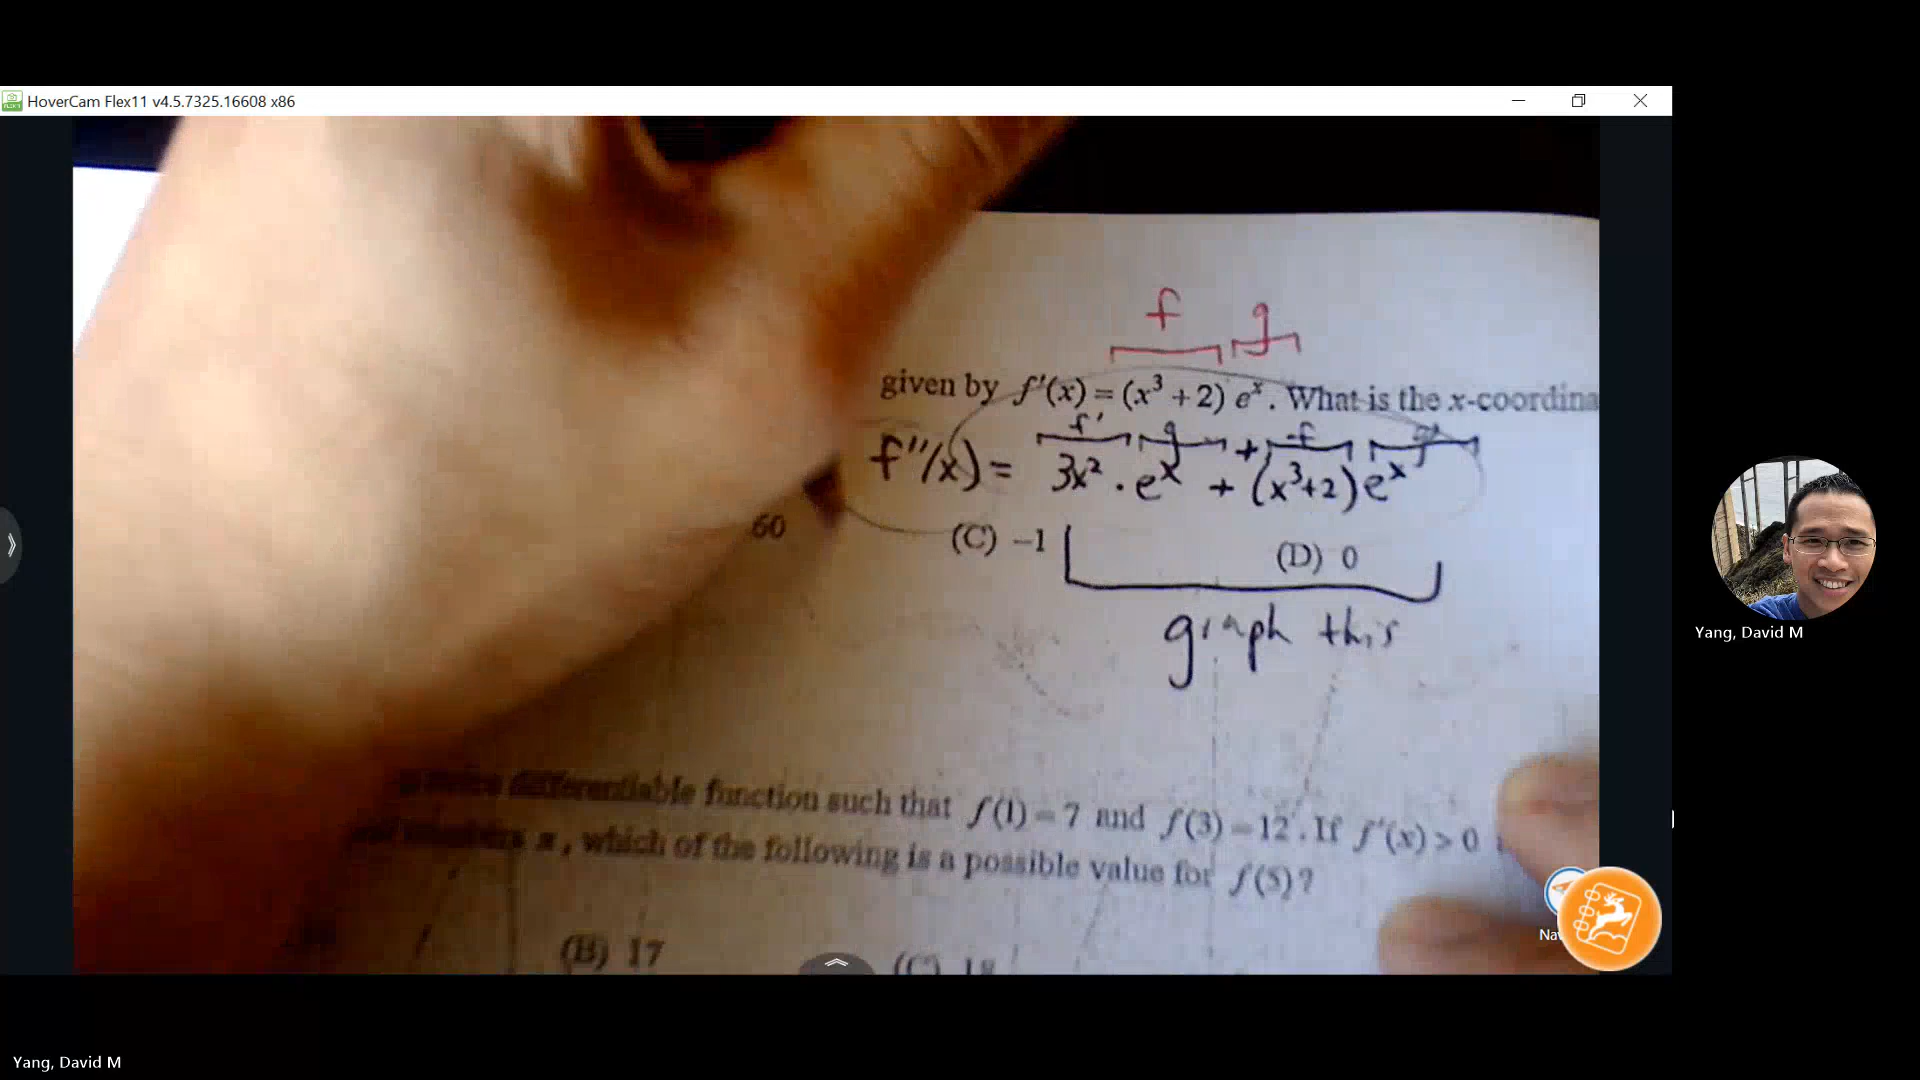 HoverCam Flex11 v4.5.7325.16608 x86
f g
given by f′(x) = (x³ + 2) eˣ. What is the x-coordina
f' g + f
f''(x) = 3x² · eˣ + (x³+2) eˣ
60 (C) −1 (D) 0
graph this
differentiable function such that f(1) = 7 and f(3) = 12. If f′(x) > 0
x, which of the following is a possible value for f(5)?
(B) 17 (C) 18
Yang, David M
Yang, David M